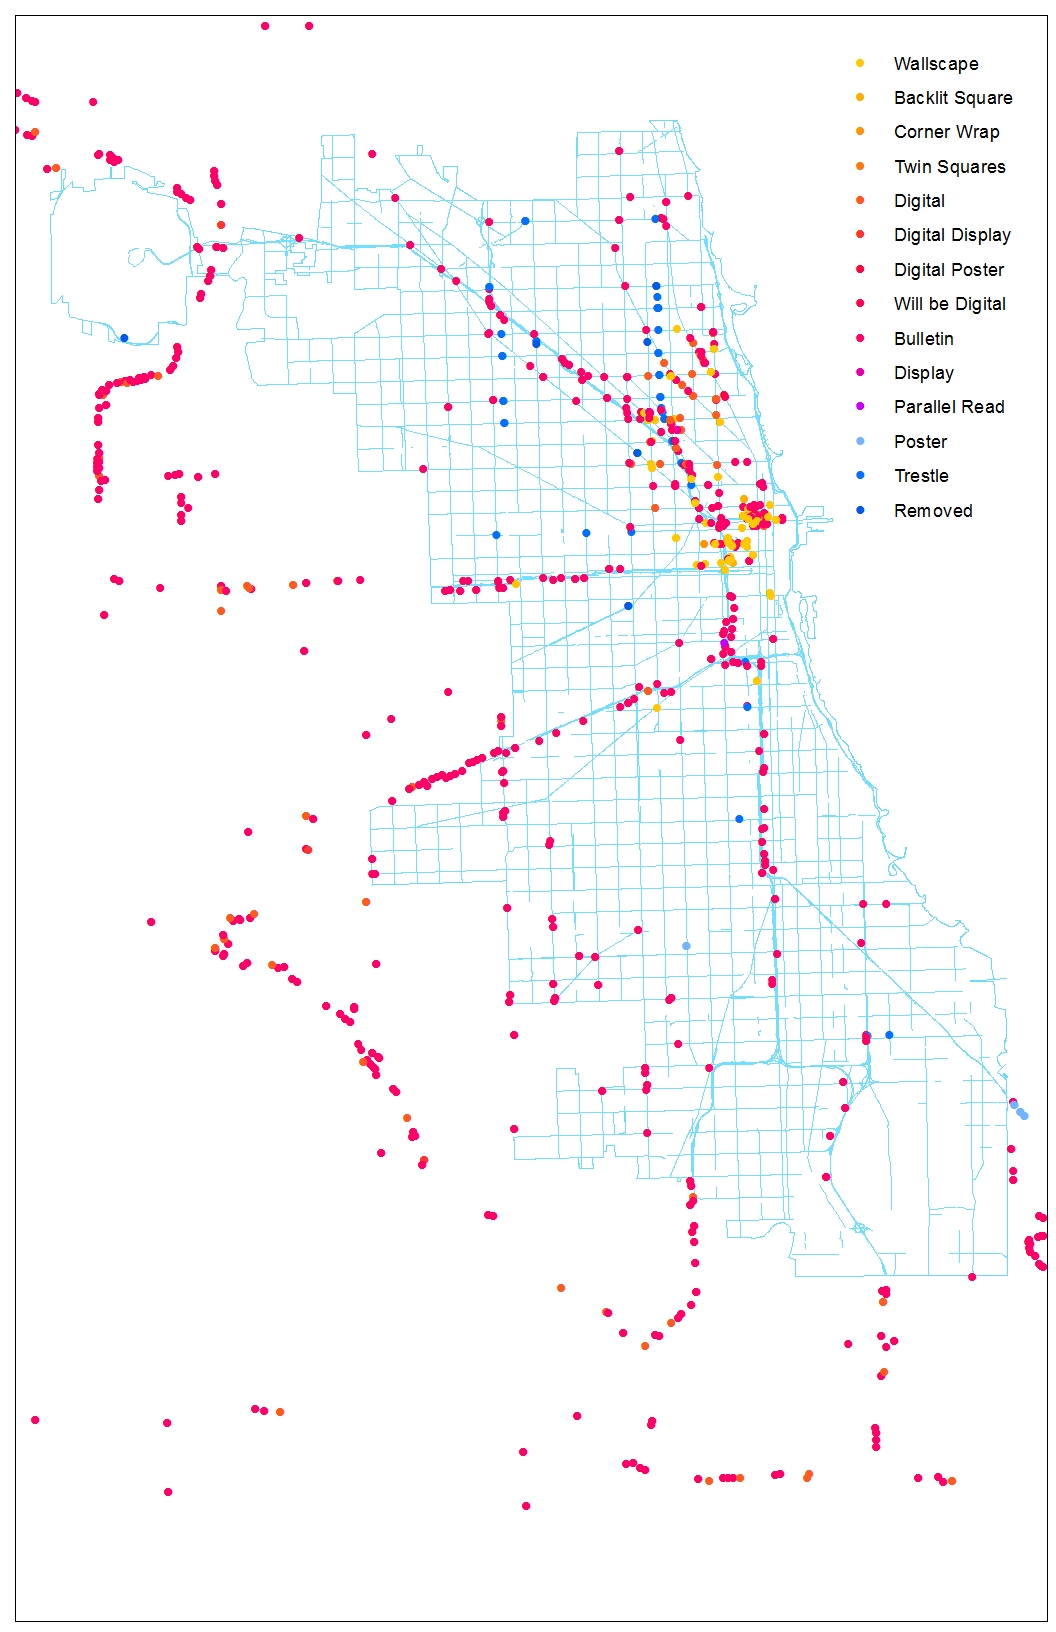 Wallscape
Backlit Square
Corner Wrap
Twin Squares
Digital
Digital Display
Digital Poster
Will be Digital
Bulletin
Display
Parallel Read
Poster
Trestle
Removed